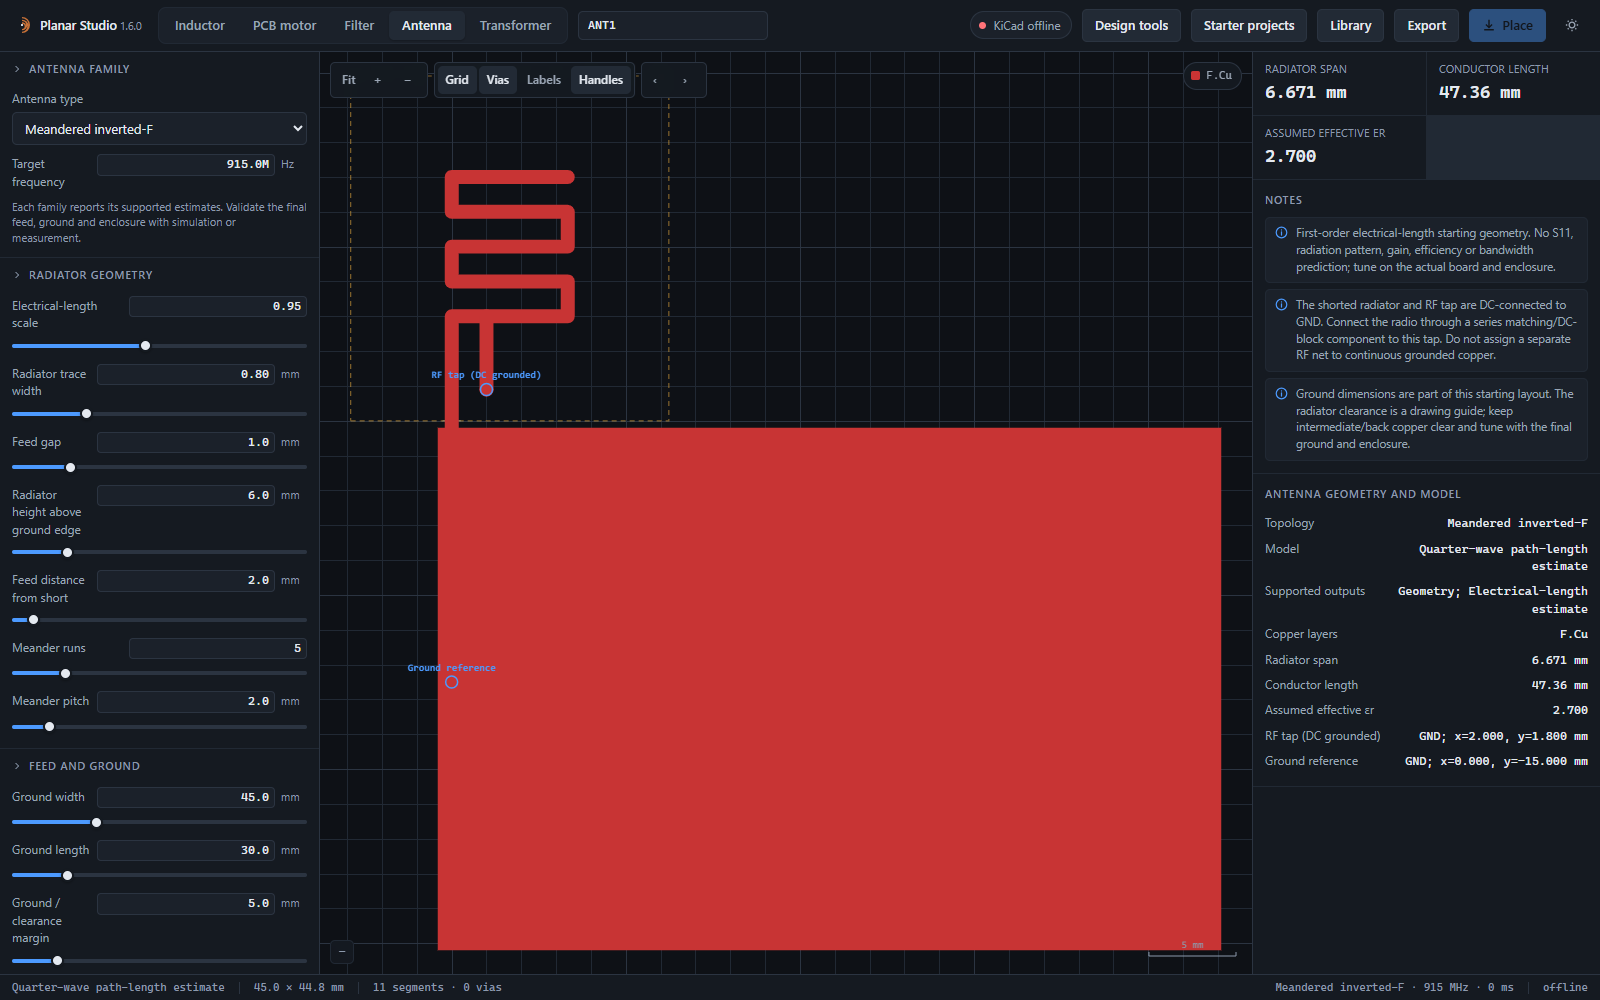 Planar Studio 1.6.0
Inductor
PCB motor
Filter
Antenna
Transformer
ANT1
KiCad offline
Design tools
Starter projects
Library
Export
Place
ANTENNA FAMILY
Antenna type
Meandered inverted-F
Target
frequency
915.0M Hz
Each family reports its supported estimates. Validate the final
feed, ground and enclosure with simulation or
measurement.
RADIATOR GEOMETRY
Electrical-length
scale
0.95
Radiator trace
width
0.80 mm
Feed gap
1.0 mm
Radiator
height above
ground edge
6.0 mm
Feed distance
from short
2.0 mm
Meander runs
5
Meander pitch
2.0 mm
FEED AND GROUND
Ground width
45.0 mm
Ground length
30.0 mm
Ground /
clearance
margin
5.0 mm
Fit + −
Grid Vias Labels Handles
‹ ›
F.Cu
RF tap (DC grounded)
Ground reference
−
5 mm
RADIATOR SPAN
6.671 mm
CONDUCTOR LENGTH
47.36 mm
ASSUMED EFFECTIVE ER
2.700
NOTES
First-order electrical-length starting geometry. No S11,
radiation pattern, gain, efficiency or bandwidth
prediction; tune on the actual board and enclosure.
The shorted radiator and RF tap are DC-connected to
GND. Connect the radio through a series matching/DC-
block component to this tap. Do not assign a separate
RF net to continuous grounded copper.
Ground dimensions are part of this starting layout. The
radiator clearance is a drawing guide; keep
intermediate/back copper clear and tune with the final
ground and enclosure.
ANTENNA GEOMETRY AND MODEL
Topology Meandered inverted-F
Model Quarter-wave path-length
estimate
Supported outputs Geometry; Electrical-length
estimate
Copper layers F.Cu
Radiator span 6.671 mm
Conductor length 47.36 mm
Assumed effective εr 2.700
RF tap (DC grounded) GND; x=2.000, y=1.800 mm
Ground reference GND; x=0.000, y=−15.000 mm
Quarter-wave path-length estimate
45.0 × 44.8 mm
11 segments · 0 vias
Meandered inverted-F · 915 MHz · 0 ms
offline